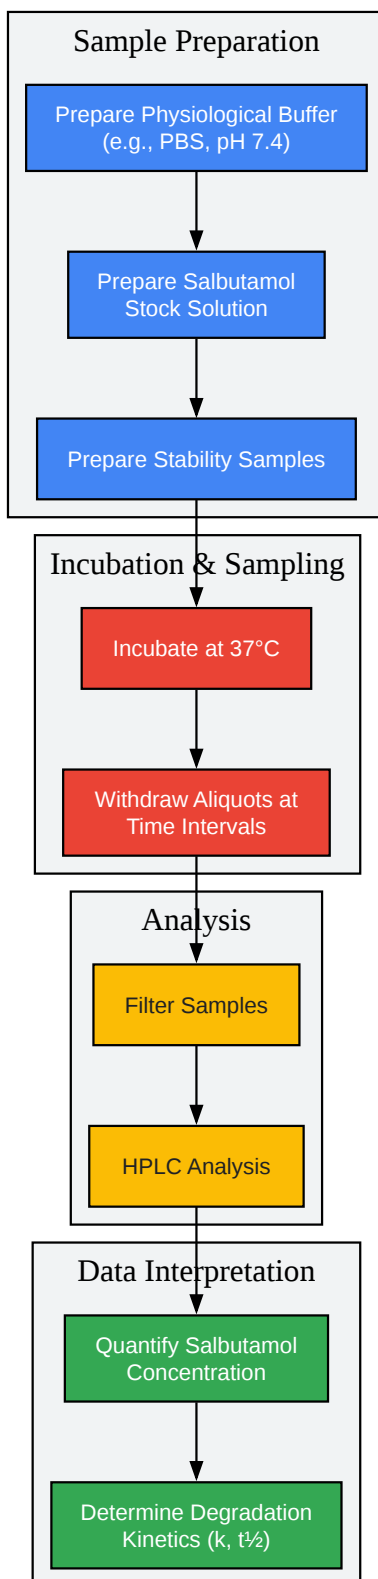 Sample Preparation
Prepare Physiological Buffer
(e.g., PBS, pH 7.4)
Prepare Salbutamol
Stock Solution
Prepare Stability Samples
Incubation & Sampling
Incubate at 37°C
Withdraw Aliquots at
Time Intervals
Analysis
Filter Samples
HPLC Analysis
Data Interpretation
Quantify Salbutamol
Concentration
Determine Degradation
Kinetics (k, t½)